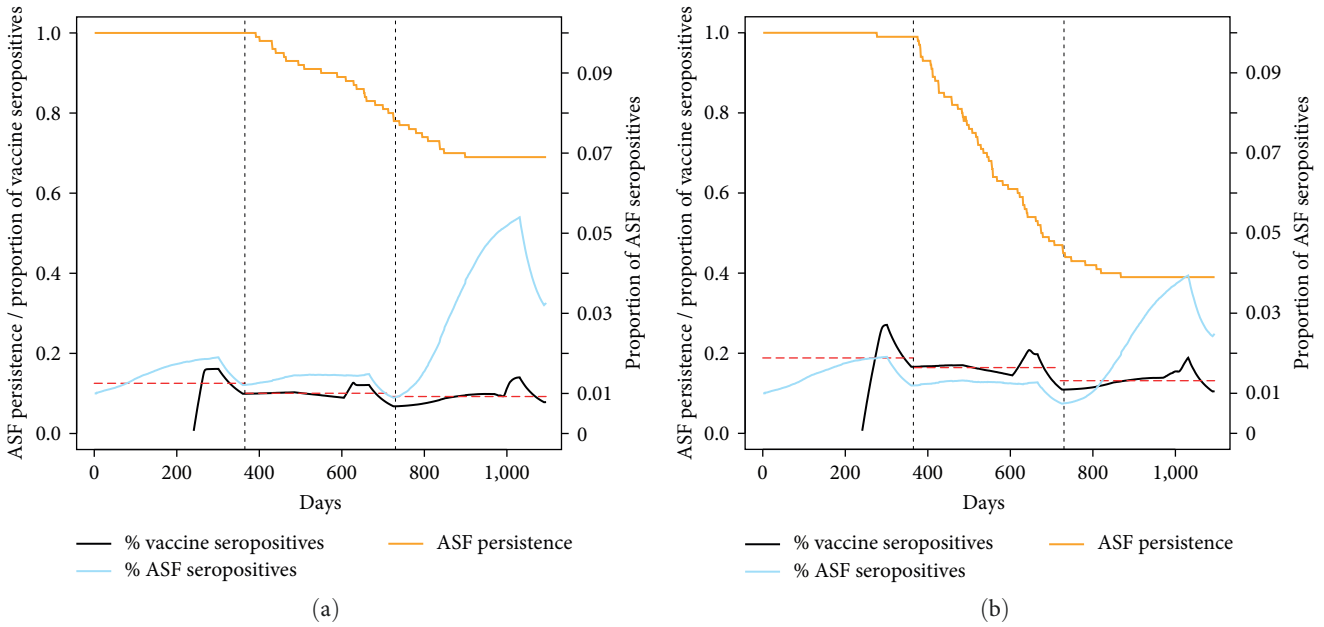 ASF persistence / proportion of vaccine seropositives
1.0
0.8
0.6
0.4
0.2
0.0
0.09
0.07
0.05
0.03
0.01
0
Proportion of ASF seropositives
0 200 400 600 800 1,000
Days
% vaccine seropositives
% ASF seropositives
ASF persistence
(a)
ASF persistence / proportion of vaccine seropositives
1.0
0.8
0.6
0.4
0.2
0.0
0.09
0.07
0.05
0.03
0.01
0
Proportion of ASF seropositives
0 200 400 600 800 1,000
Days
% vaccine seropositives
% ASF seropositives
ASF persistence
(b)